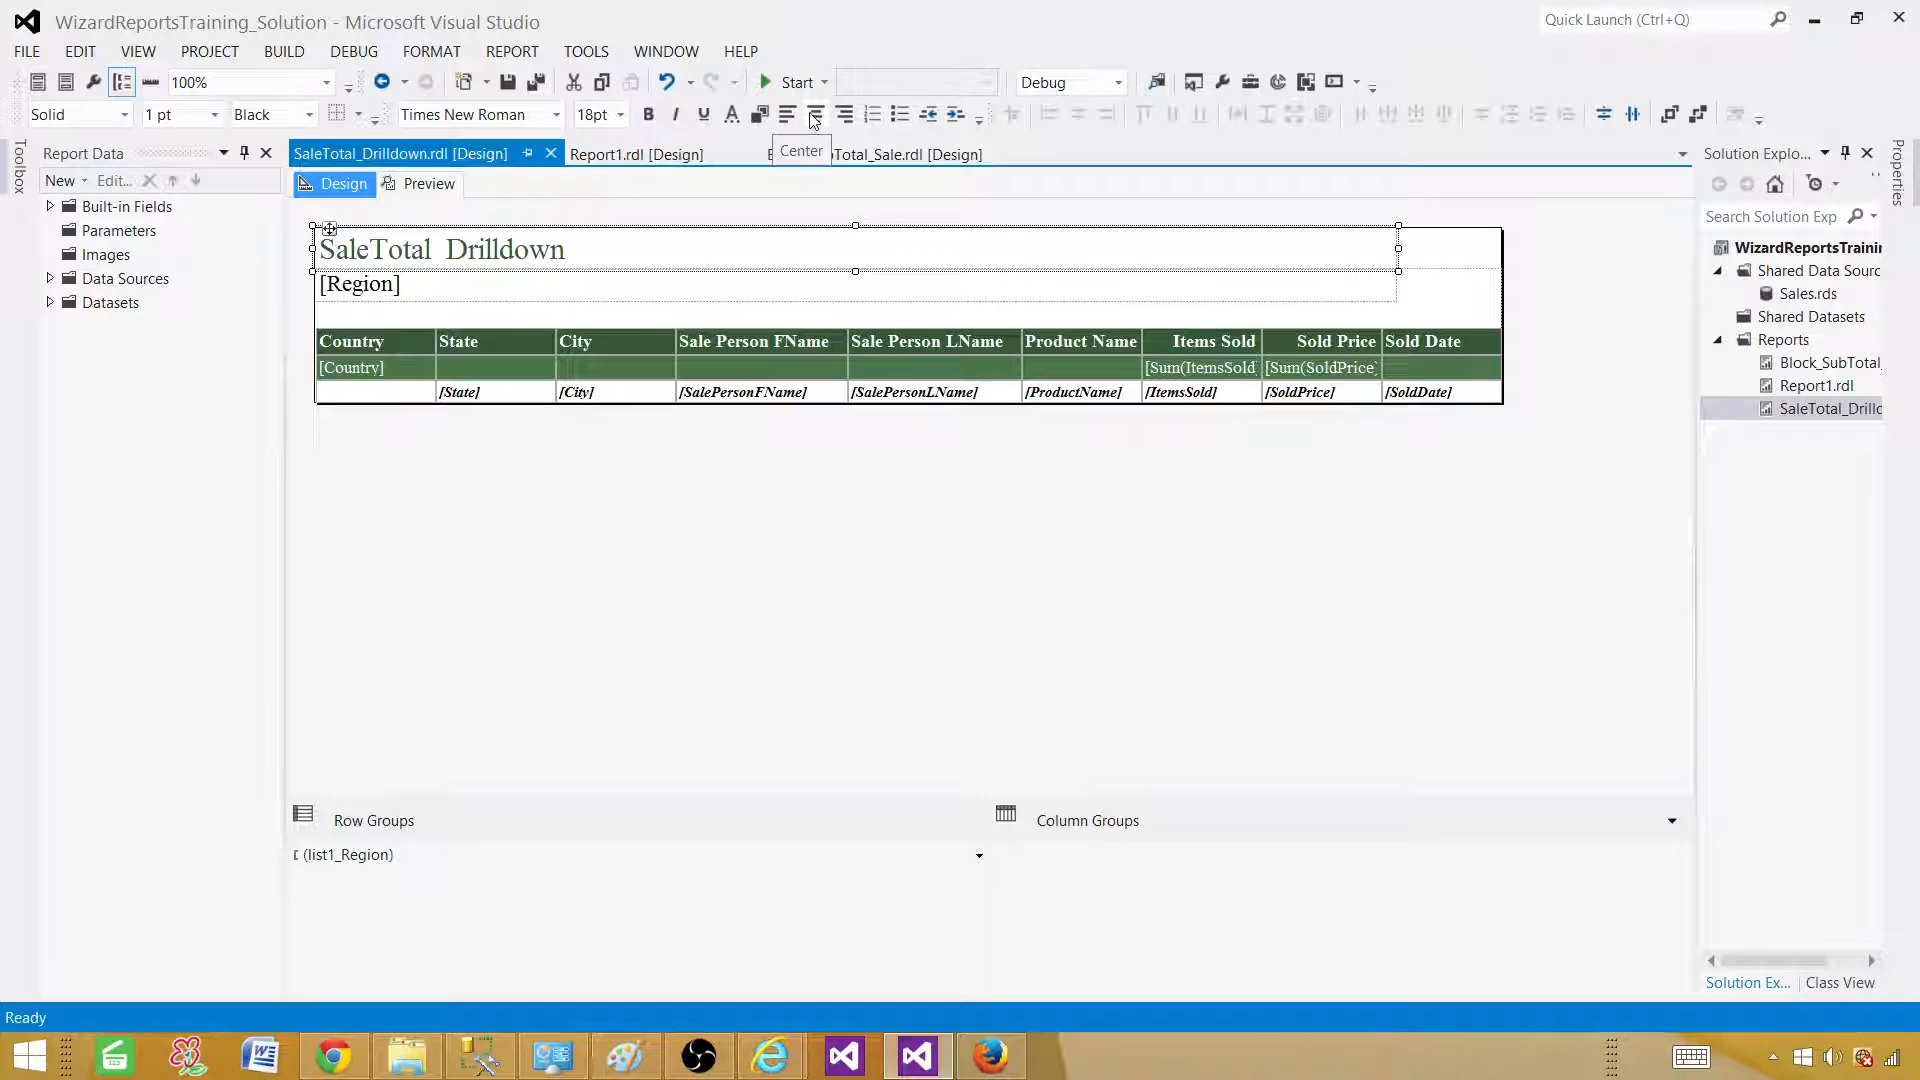 WizardReportsTraining_Solution - Microsoft Visual Studio
Quick Launch (Ctrl+Q)
FILE EDIT VIEW PROJECT BUILD DEBUG FORMAT REPORT TOOLS WINDOW HELP
100% Start Debug
Solid 1 pt Black Times New Roman 18pt B I U A
Center
Toolbox
Report Data
SaleTotal_Drilldown.rdl [Design] Report1.rdl [Design] Total_Sale.rdl [Design]
Solution Explo...
Properties
New Edit...
Design Preview
Built-in Fields
Parameters
Images
Data Sources
Datasets
SaleTotal Drilldown
[Region]
Country State City Sale Person FName Sale Person LName Product Name Items Sold Sold Price Sold Date
[Country] [Sum(ItemsSold [Sum(SoldPrice)
[State] [City] [SalePersonFName] [SalePersonLName] [ProductName] [ItemsSold] [SoldPrice] [SoldDate]
Search Solution Exp
WizardReportsTrainin
Shared Data Sourc
Sales.rds
Shared Datasets
Reports
Block_SubTotal_
Report1.rdl
SaleTotal_Drilld
Row Groups Column Groups
(list1_Region)
Solution Ex... Class View
Ready